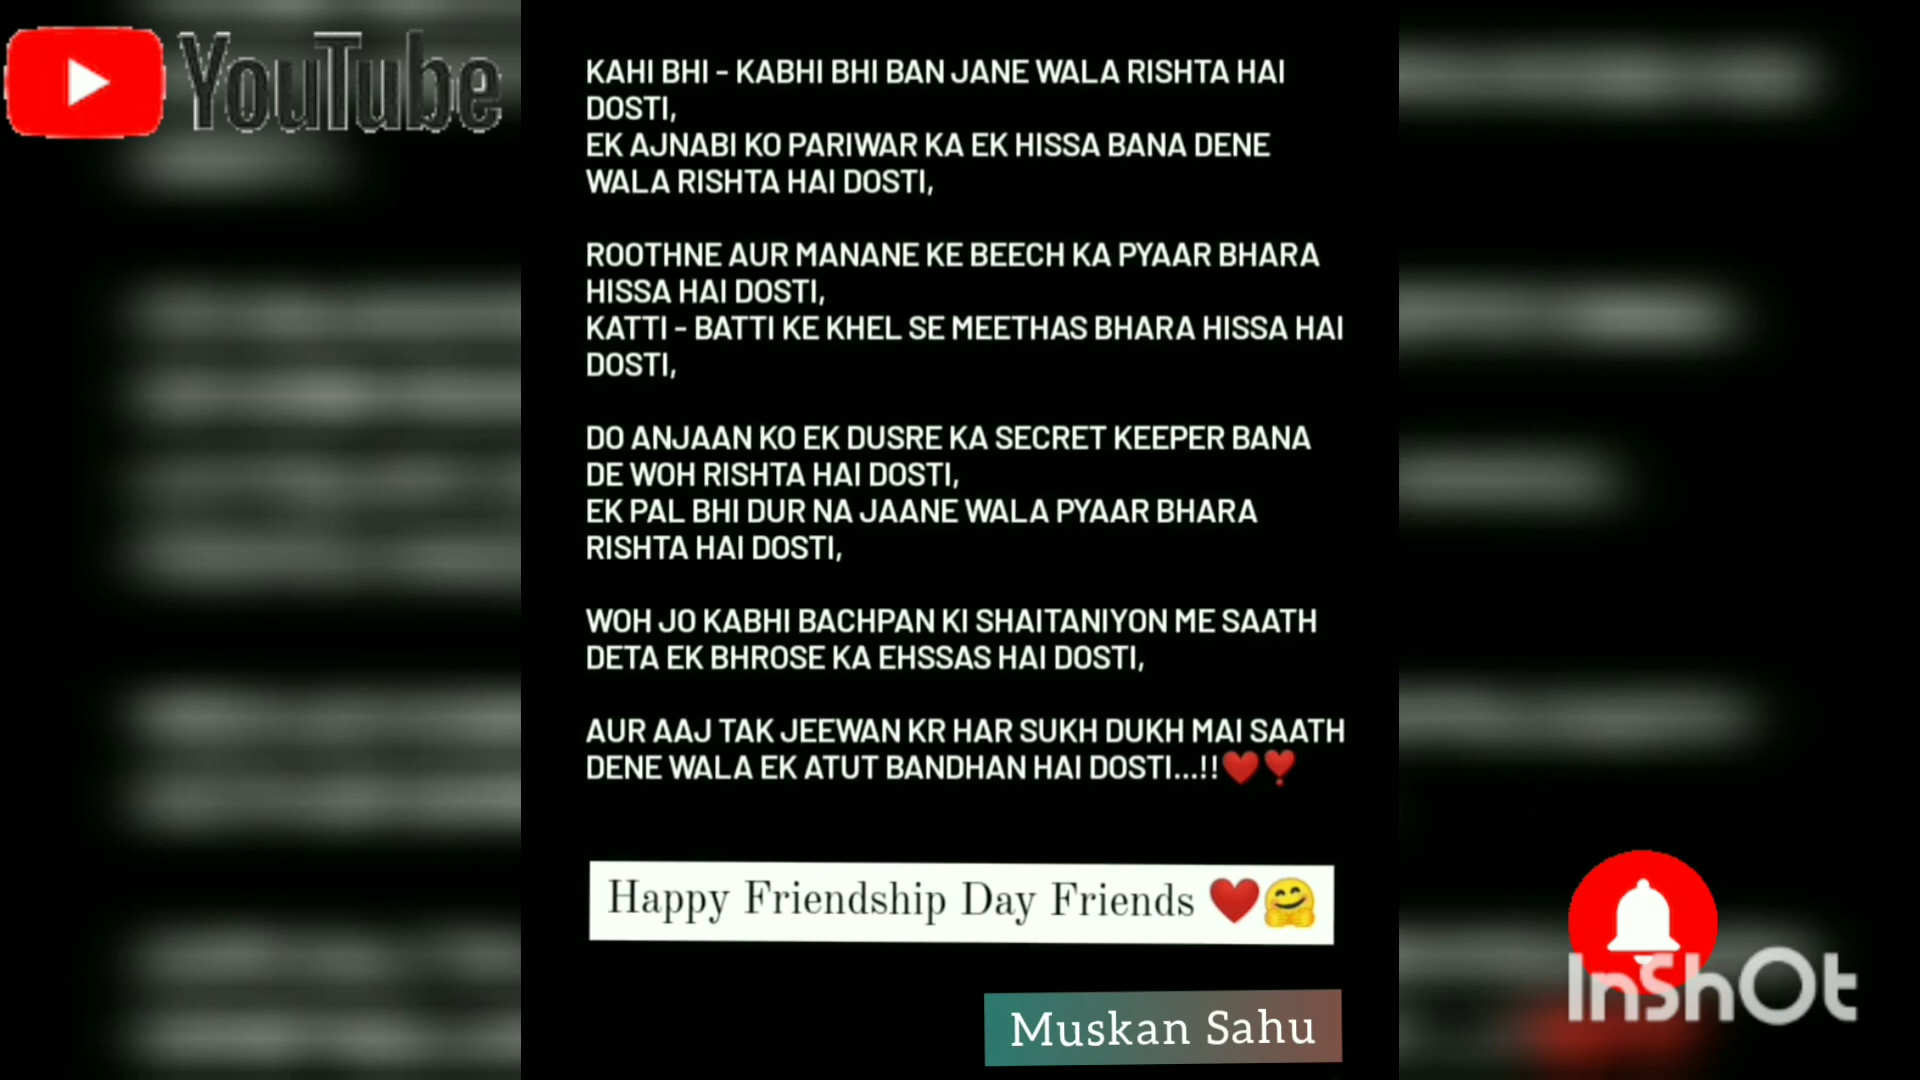 YouTube
KAHI BHI - KABHI BHI BAN JANE WALA RISHTA HAI
DOSTI,
EK AJNABI KO PARIWAR KA EK HISSA BANA DENE
WALA RISHTA HAI DOSTI,
ROOTHNE AUR MANANE KE BEECH KA PYAAR BHARA
HISSA HAI DOSTI,
KATTI - BATTI KE KHEL SE MEETHAS BHARA HISSA HAI
DOSTI,
DO ANJAAN KO EK DUSRE KA SECRET KEEPER BANA
DE WOH RISHTA HAI DOSTI,
EK PAL BHI DUR NA JAANE WALA PYAAR BHARA
RISHTA HAI DOSTI,
WOH JO KABHI BACHPAN KI SHAITANIYON ME SAATH
DETA EK BHROSE KA EHSSAS HAI DOSTI,
AUR AAJ TAK JEEWAN KR HAR SUKH DUKH MAI SAATH
DENE WALA EK ATUT BANDHAN HAI DOSTI...!!❤️❣️
Happy Friendship Day Friends ❤️🤗
Muskan Sahu
InShOt